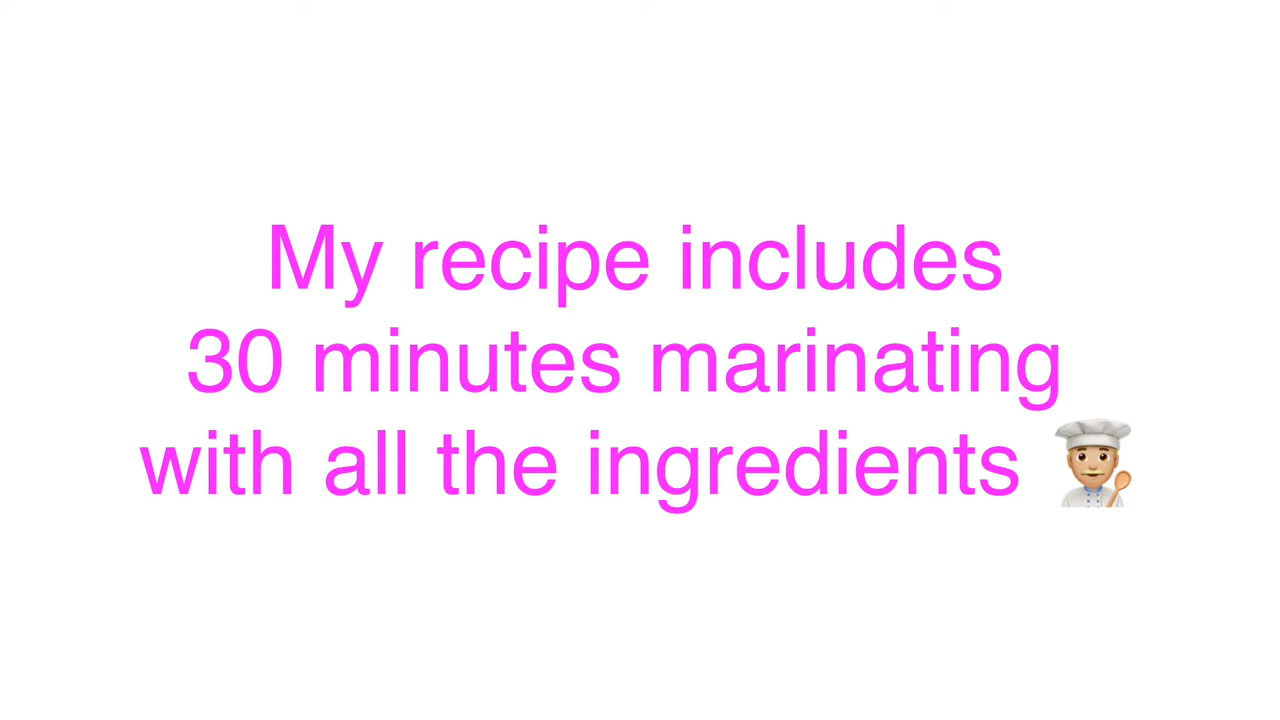 My recipe includes
30 minutes marinating
with all the ingredients 👨🏼‍🍳